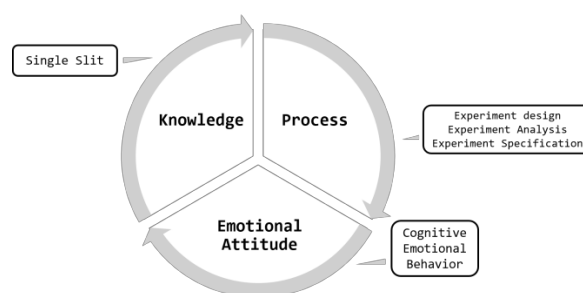 Single Slit
Knowledge
Process
Experiment design
Experiment Analysis
Experiment Specification
Emotional
Attitude
Cognitive
Emotional
Behavior